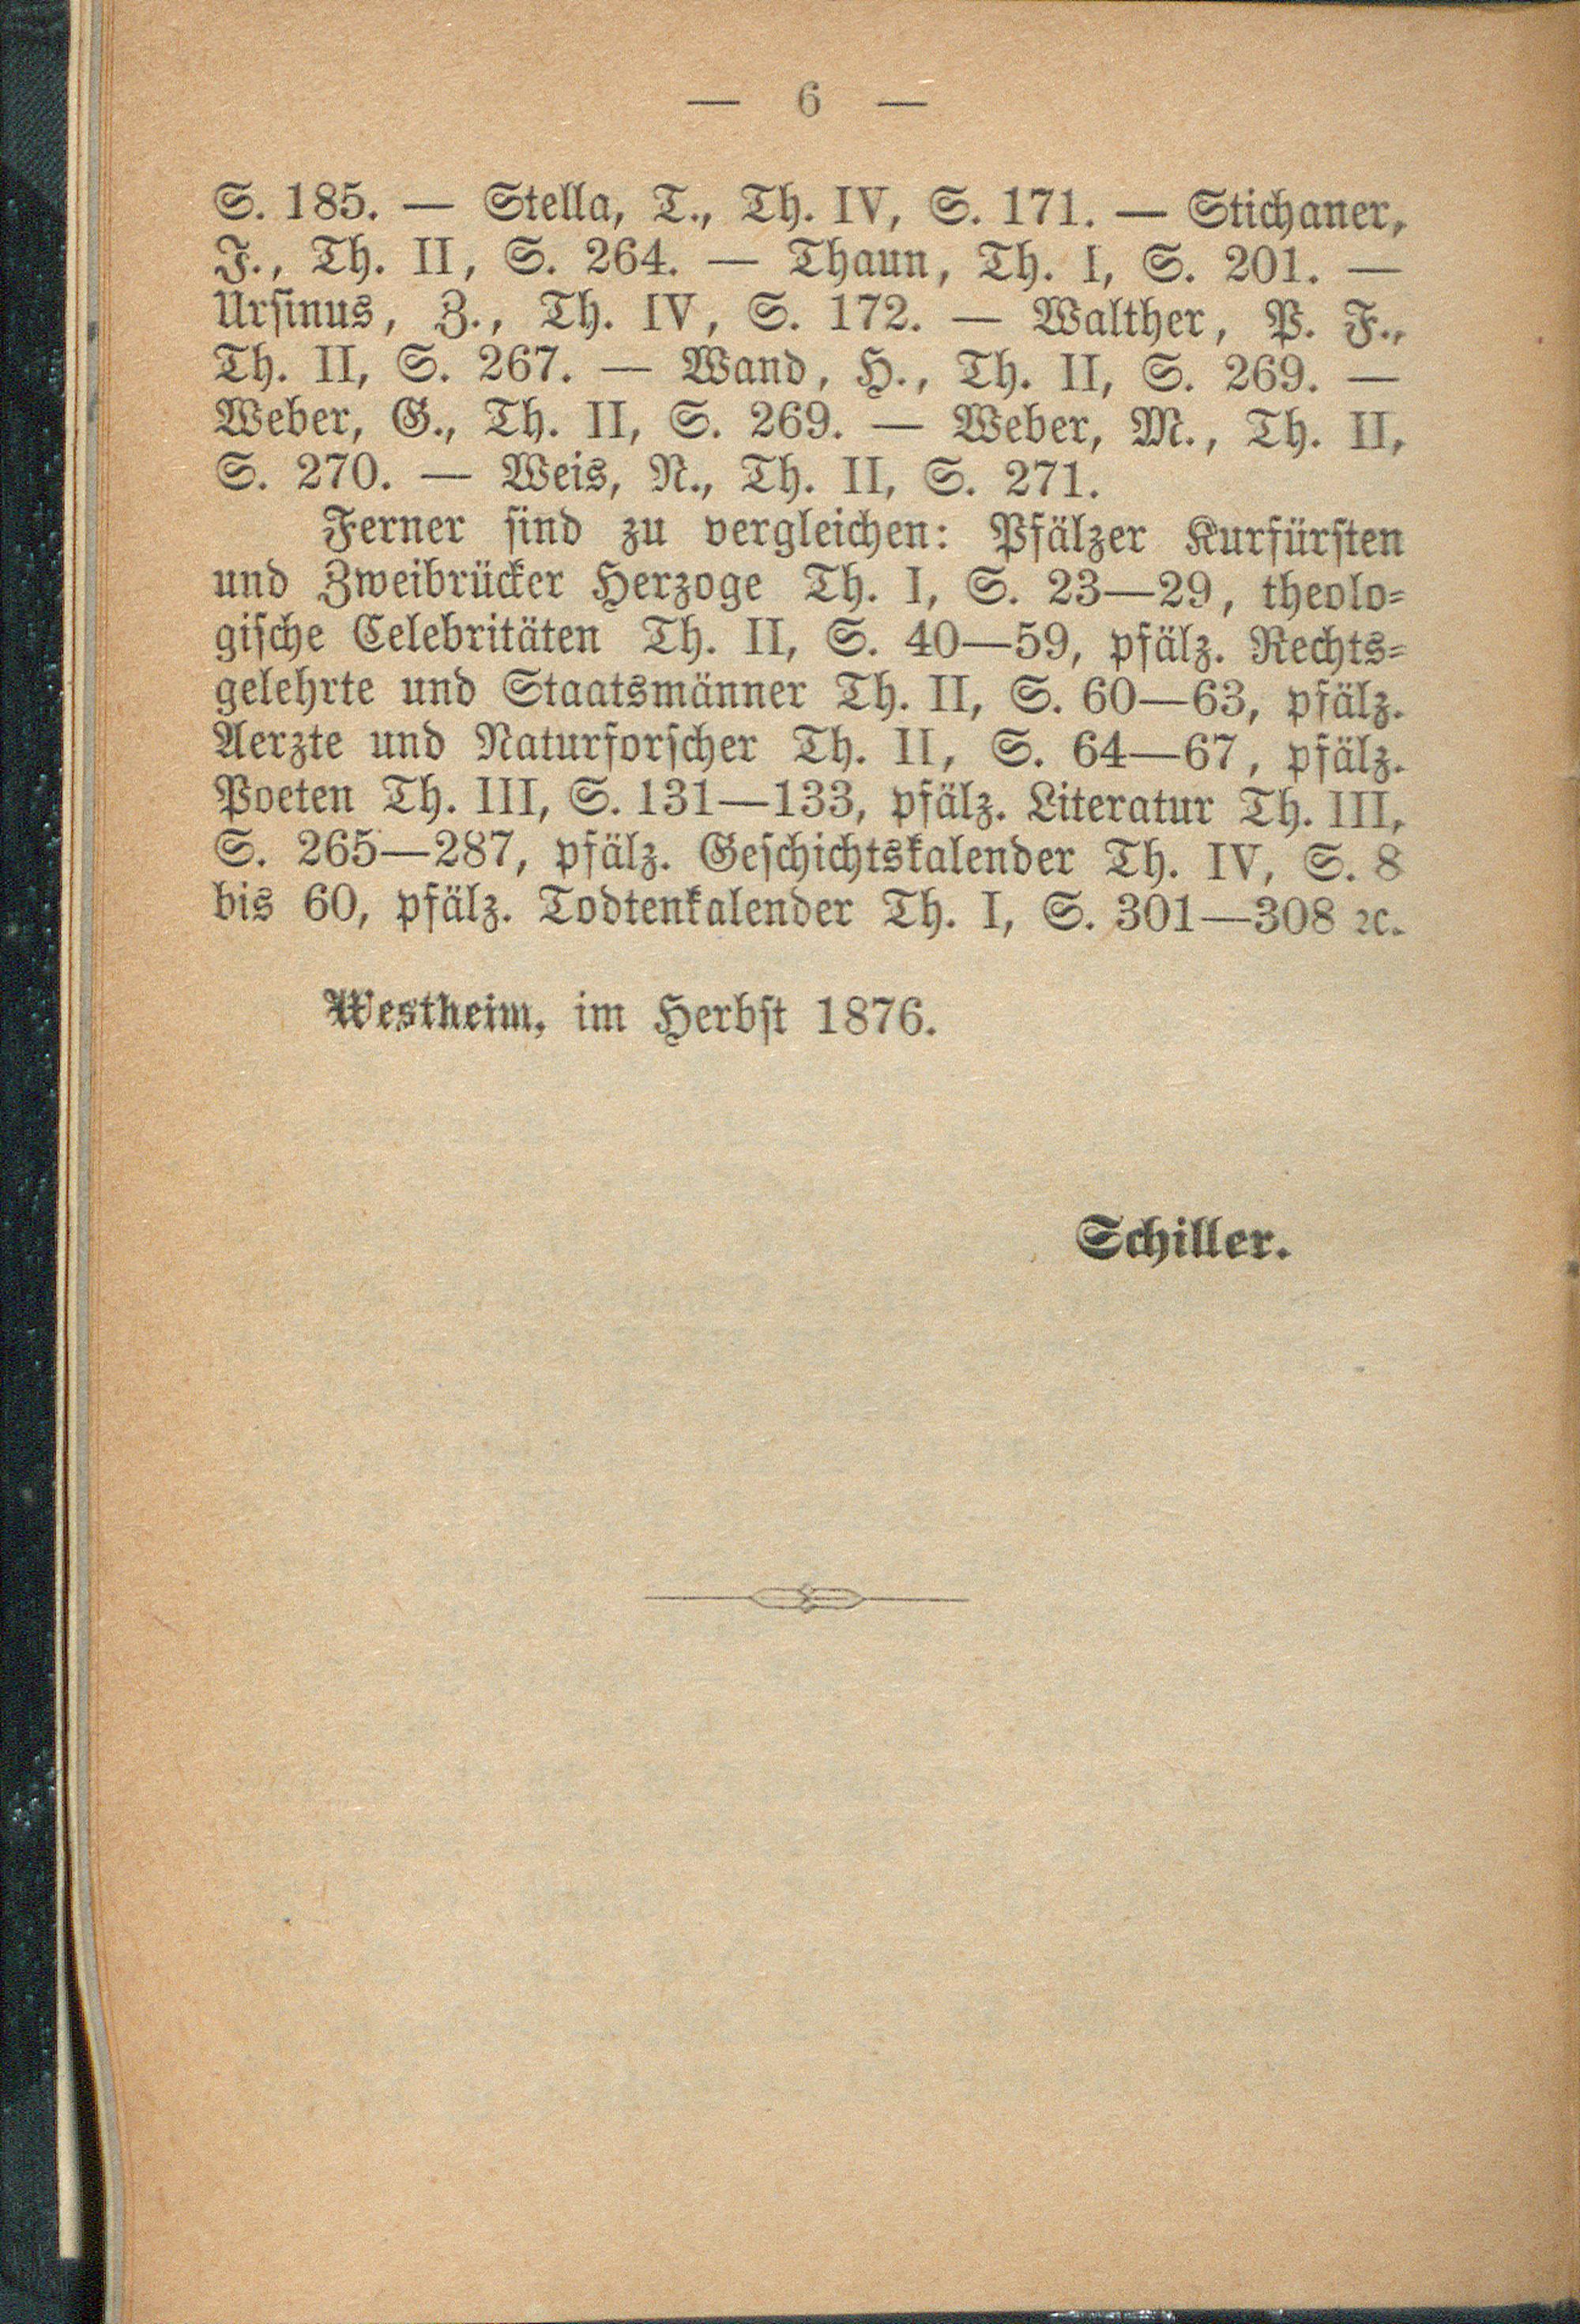 — 6 —
S. 185. — Stella, T., Th. IV, S. 171. — Stichaner,
J., Th. II, S. 264. — Thaun, Th. I, S. 201. —
Ursinus, Z., Th. IV, S. 172. — Walther, P. F.,
Th. II, S. 267. — Wand, H., Th. II, S. 269. —
Weber, G., Th. II, S. 269. — Weber, M., Th. II,
S. 270. — Weis, N., Th. II, S. 271.
Ferner sind zu vergleichen: Pfälzer Kurfürsten
und Zweibrücker Herzoge Th. I, S. 23—29, theolo-
gische Celebritäten Th. II, S. 40—59, pfälz. Rechts-
gelehrte und Staatsmänner Th. II, S. 60—63, pfälz.
Aerzte und Naturforscher Th. II, S. 64—67, pfälz.
Poeten Th. III, S. 131—133, pfälz. Literatur Th. III,
S. 265—287, pfälz. Geschichtskalender Th. IV, S. 8
bis 60, pfälz. Todtenkalender Th. I, S. 301—308 ꝛc.
Westheim, im Herbst 1876.
Schiller.